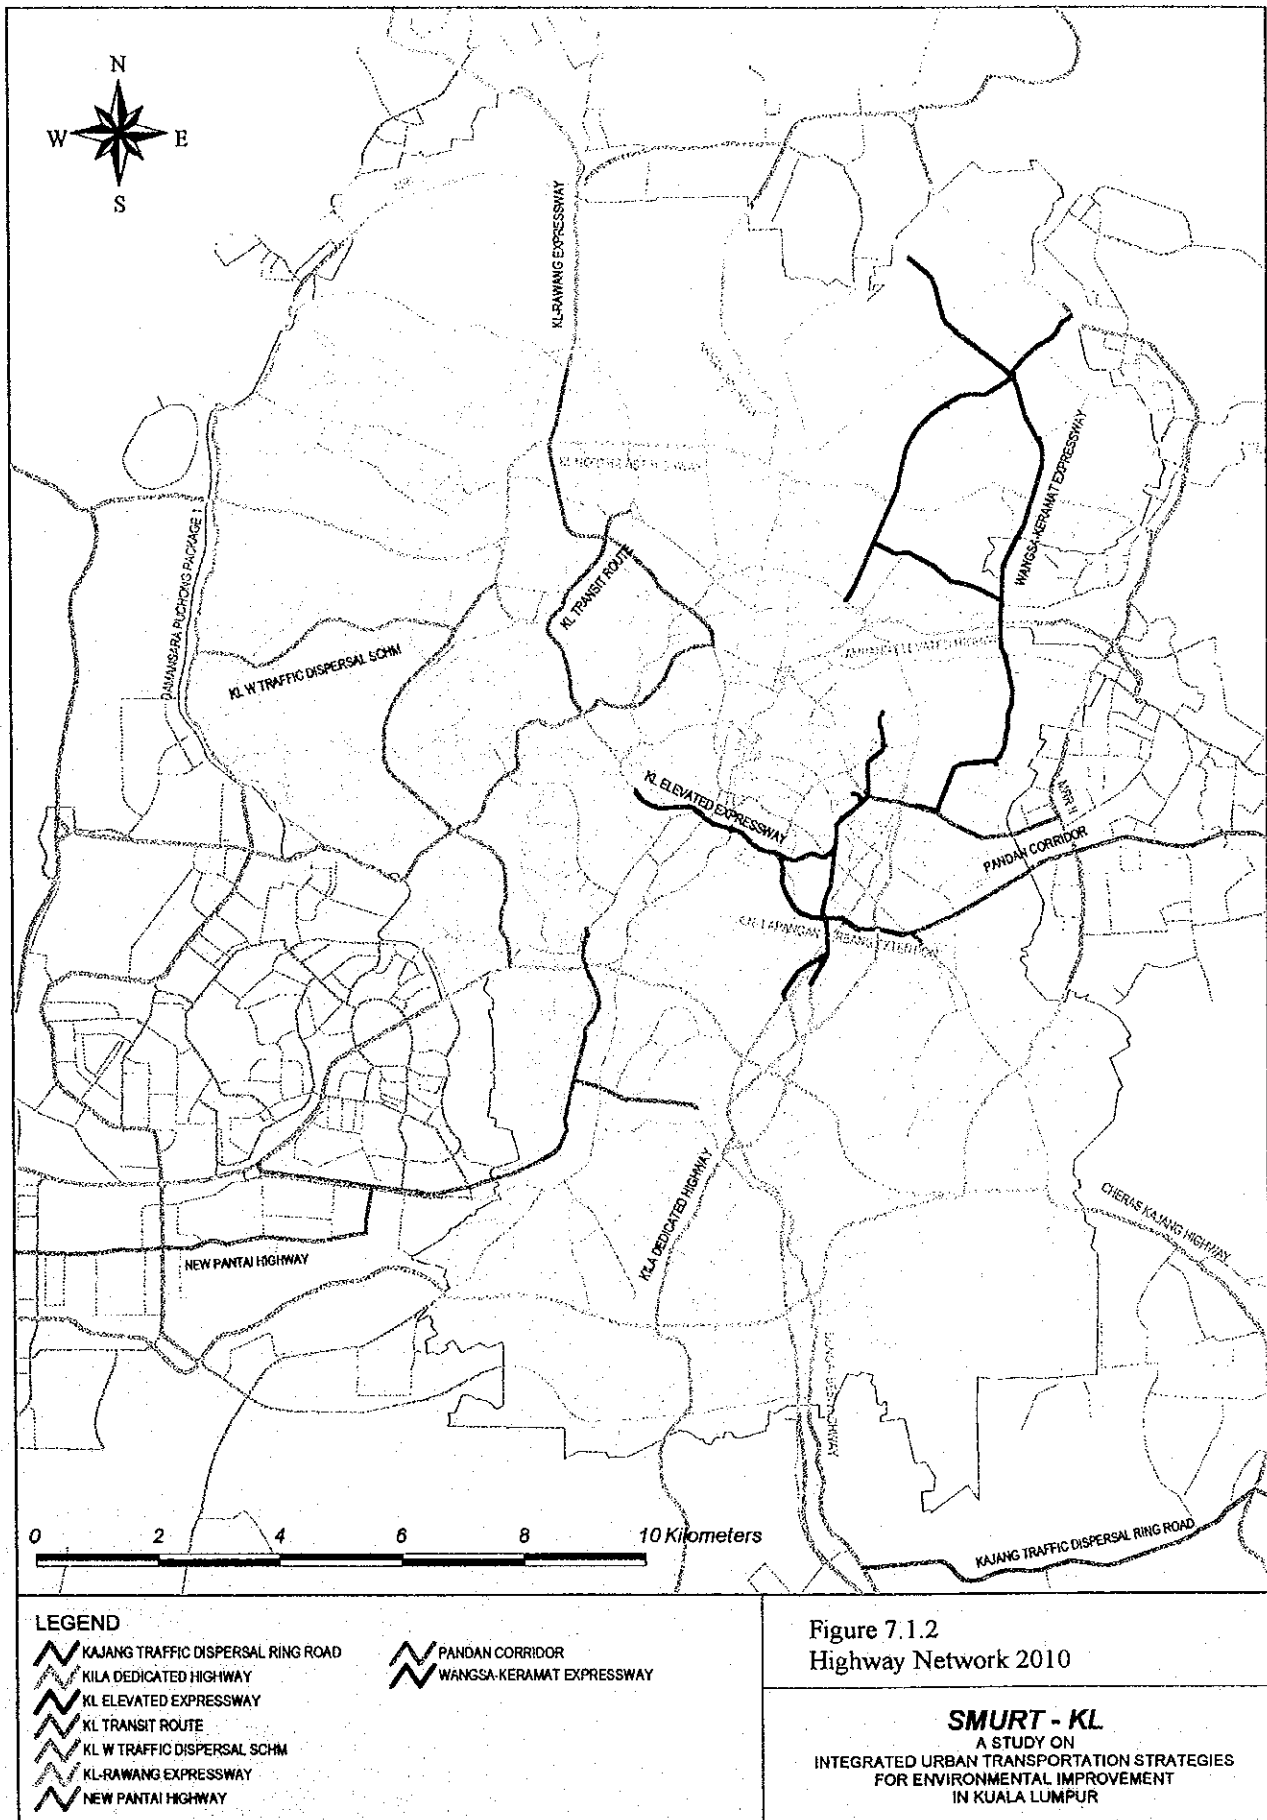 N
W E
S
KL-RAWANG EXPRESSWAY
WANGSA-KERAMAT EXPRESSWAY
DAMANSARA PUCHONG PACKAGE 1
KL TRANSIT ROUTE
KL W TRAFFIC DISPERSAL SCHM
KL ELEVATED EXPRESSWAY
MRR II
PANDAN CORRIDOR
KILA DEDICATED HIGHWAY
CHERAS KAJANG HIGHWAY
NEW PANTAI HIGHWAY
KAJANG TRAFFIC DISPERSAL RING ROAD
0 2 4 6 8 10 Kilometers
LEGEND
KAJANG TRAFFIC DISPERSAL RING ROAD
KILA DEDICATED HIGHWAY
KL ELEVATED EXPRESSWAY
KL TRANSIT ROUTE
KL W TRAFFIC DISPERSAL SCHM
KL-RAWANG EXPRESSWAY
NEW PANTAI HIGHWAY
PANDAN CORRIDOR
WANGSA-KERAMAT EXPRESSWAY
Figure 7.1.2
Highway Network 2010
SMURT - KL
A STUDY ON
INTEGRATED URBAN TRANSPORTATION STRATEGIES
FOR ENVIRONMENTAL IMPROVEMENT
IN KUALA LUMPUR